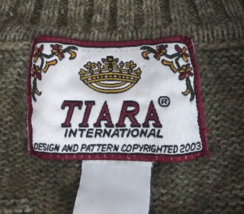 TIARA®
INTERNATIONAL
DESIGN AND PATTERN COPYRIGHTED 2003